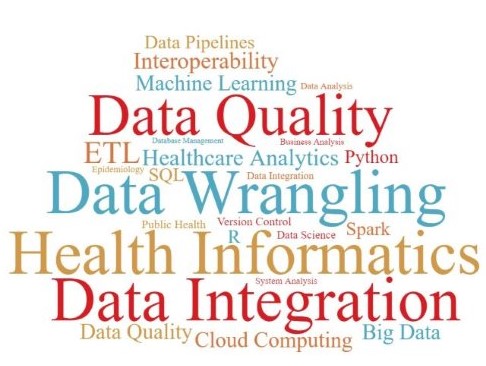 Data Pipelines
Interoperability
Machine Learning Data Analysis
Data Quality
Database Management Business Analysis
ETL Healthcare Analytics Python
Epidemiology SQL Data Integration
Data Wrangling
Public Health Version Control
R Data Science Spark
Health Informatics
System Analysis
Data Integration
Data Quality Cloud Computing Big Data